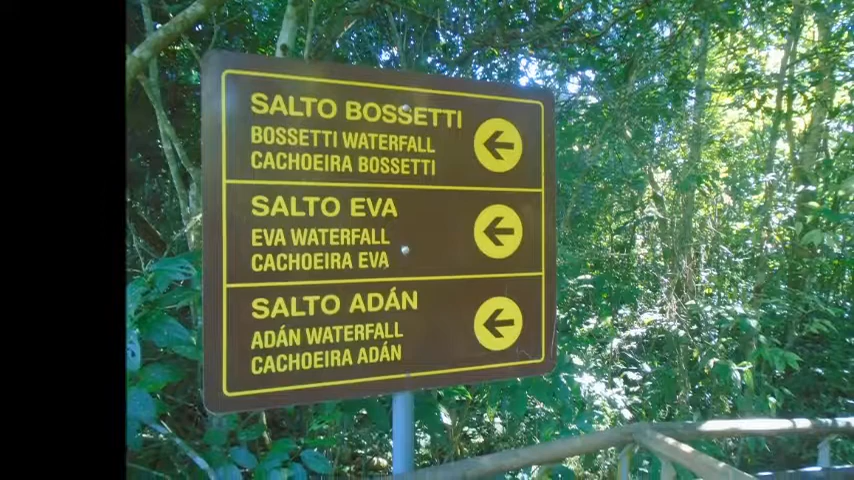 SALTO BOSSETTI
BOSSETTI WATERFALL
CACHOEIRA BOSSETTI
SALTO EVA
EVA WATERFALL
CACHOEIRA EVA
SALTO ADÁN
ADÁN WATERFALL
CACHOEIRA ADÁN